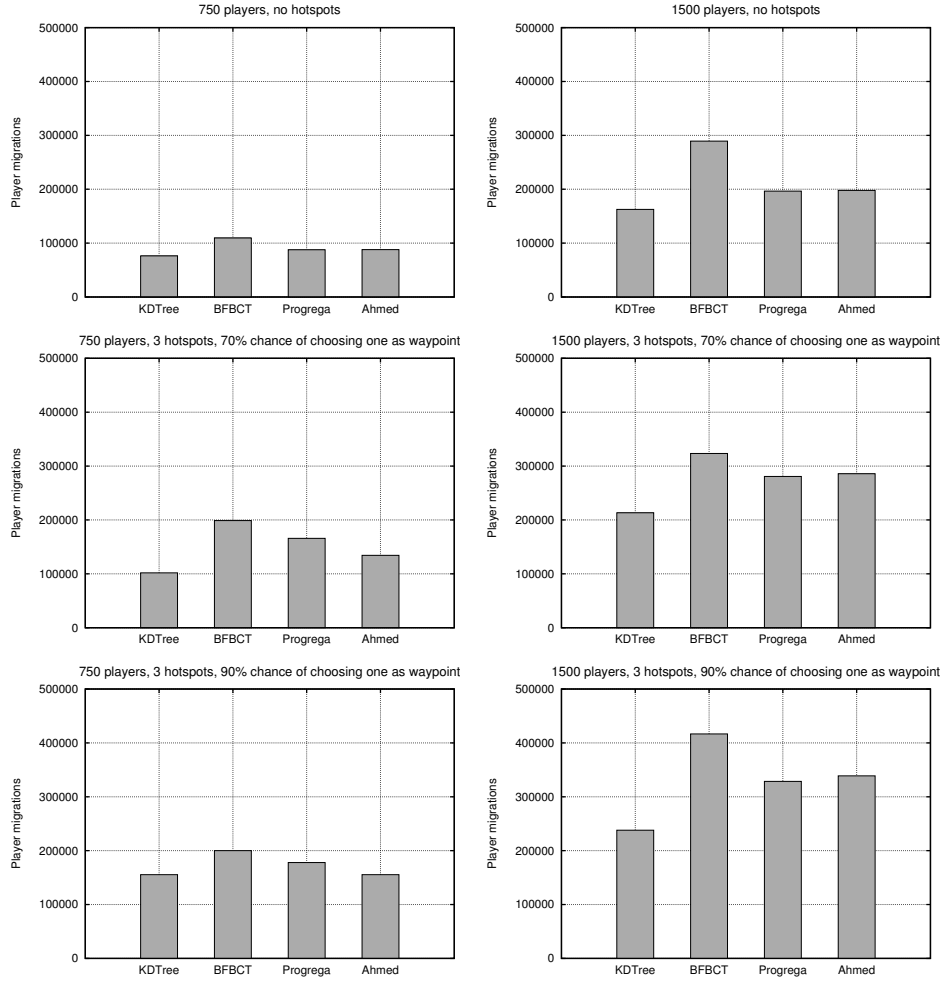 750 players, no hotspots
500000
400000
300000
200000
100000
0
Player migrations
KDTree BFBCT Progrega Ahmed
1500 players, no hotspots
500000
400000
300000
200000
100000
0
Player migrations
KDTree BFBCT Progrega Ahmed
750 players, 3 hotspots, 70% chance of choosing one as waypoint
500000
400000
300000
200000
100000
0
Player migrations
KDTree BFBCT Progrega Ahmed
1500 players, 3 hotspots, 70% chance of choosing one as waypoint
500000
400000
300000
200000
100000
0
Player migrations
KDTree BFBCT Progrega Ahmed
750 players, 3 hotspots, 90% chance of choosing one as waypoint
500000
400000
300000
200000
100000
0
Player migrations
KDTree BFBCT Progrega Ahmed
1500 players, 3 hotspots, 90% chance of choosing one as waypoint
500000
400000
300000
200000
100000
0
Player migrations
KDTree BFBCT Progrega Ahmed